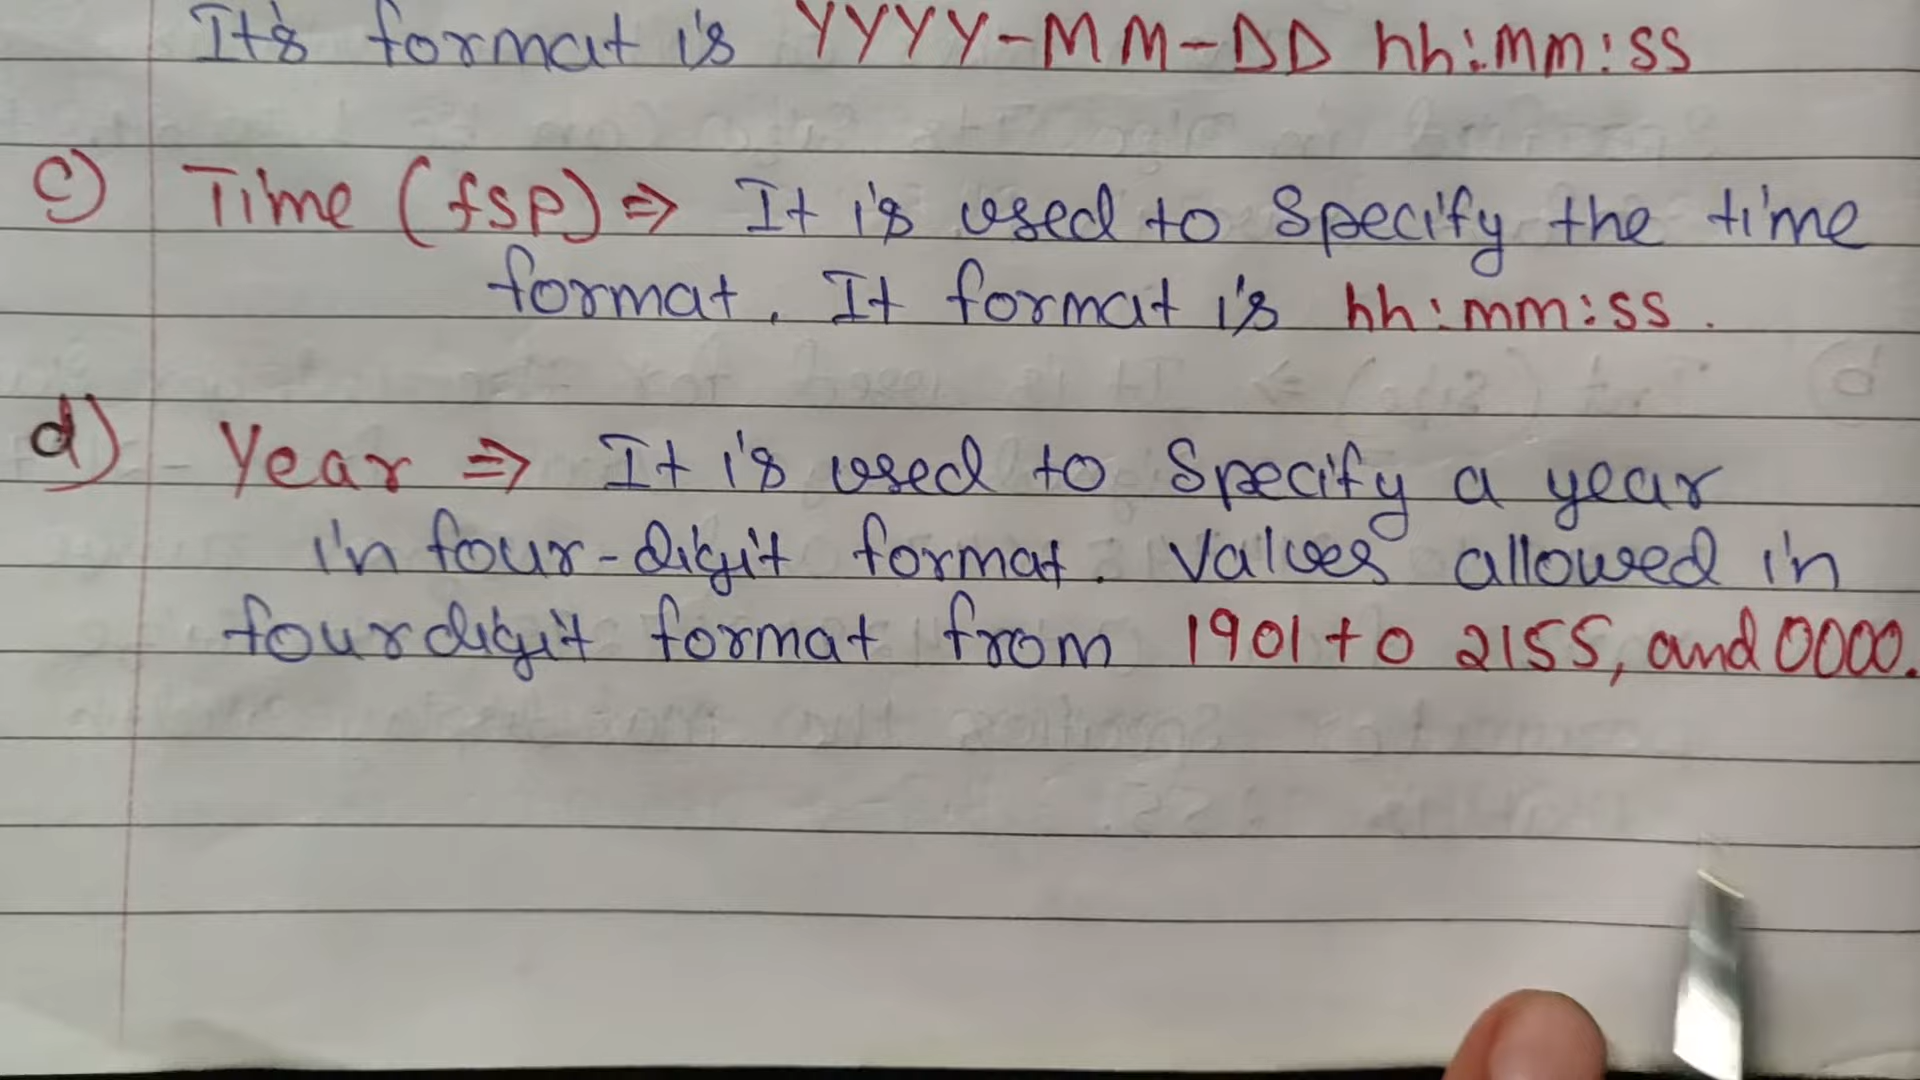 It's format is YYYY-MM-DD hh:mm:ss
c) Time (fsp) ⇒ It is used to specify the time
format. It format is hh:mm:ss.
d) Year ⇒ It is used to specify a year
in four-digit format. Values allowed in
four digit format from 1901 to 2155, and 0000.